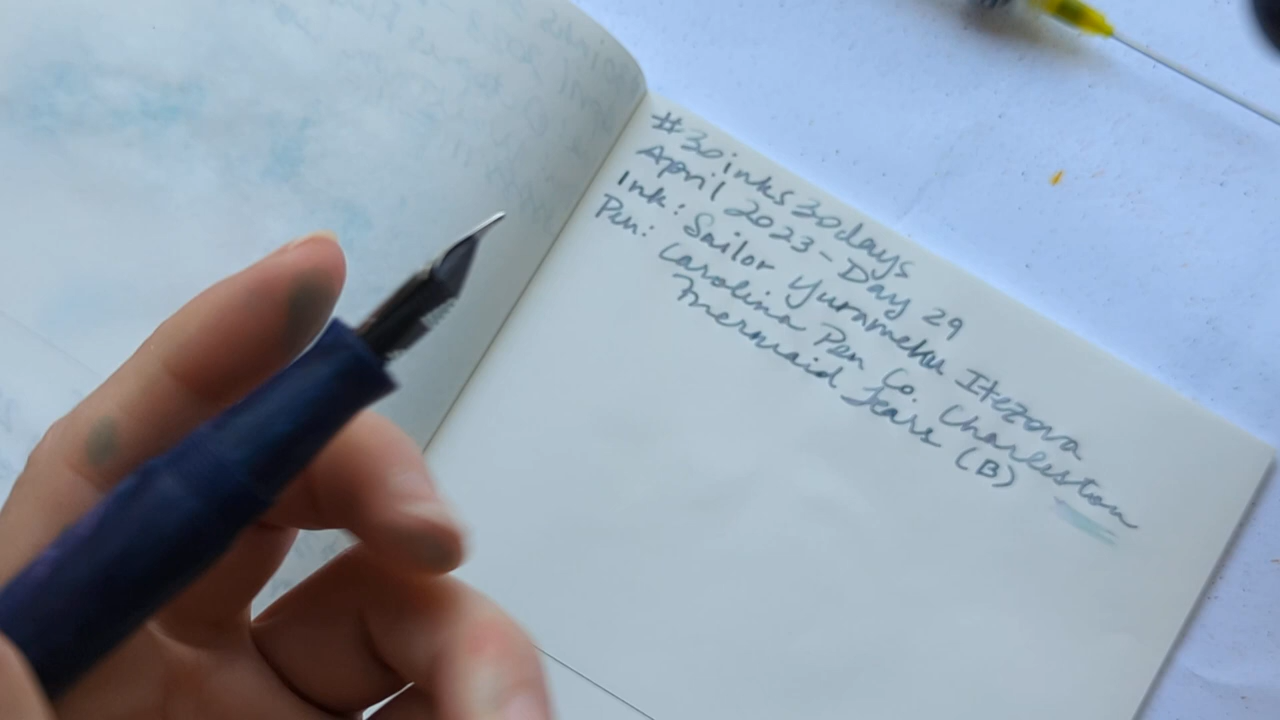 #30inks30days
April 2023 - Day 29
Ink: Sailor Yurameku Itezora
Pen: Carolina Pen Co. Charleston
Mermaid Tears (B)